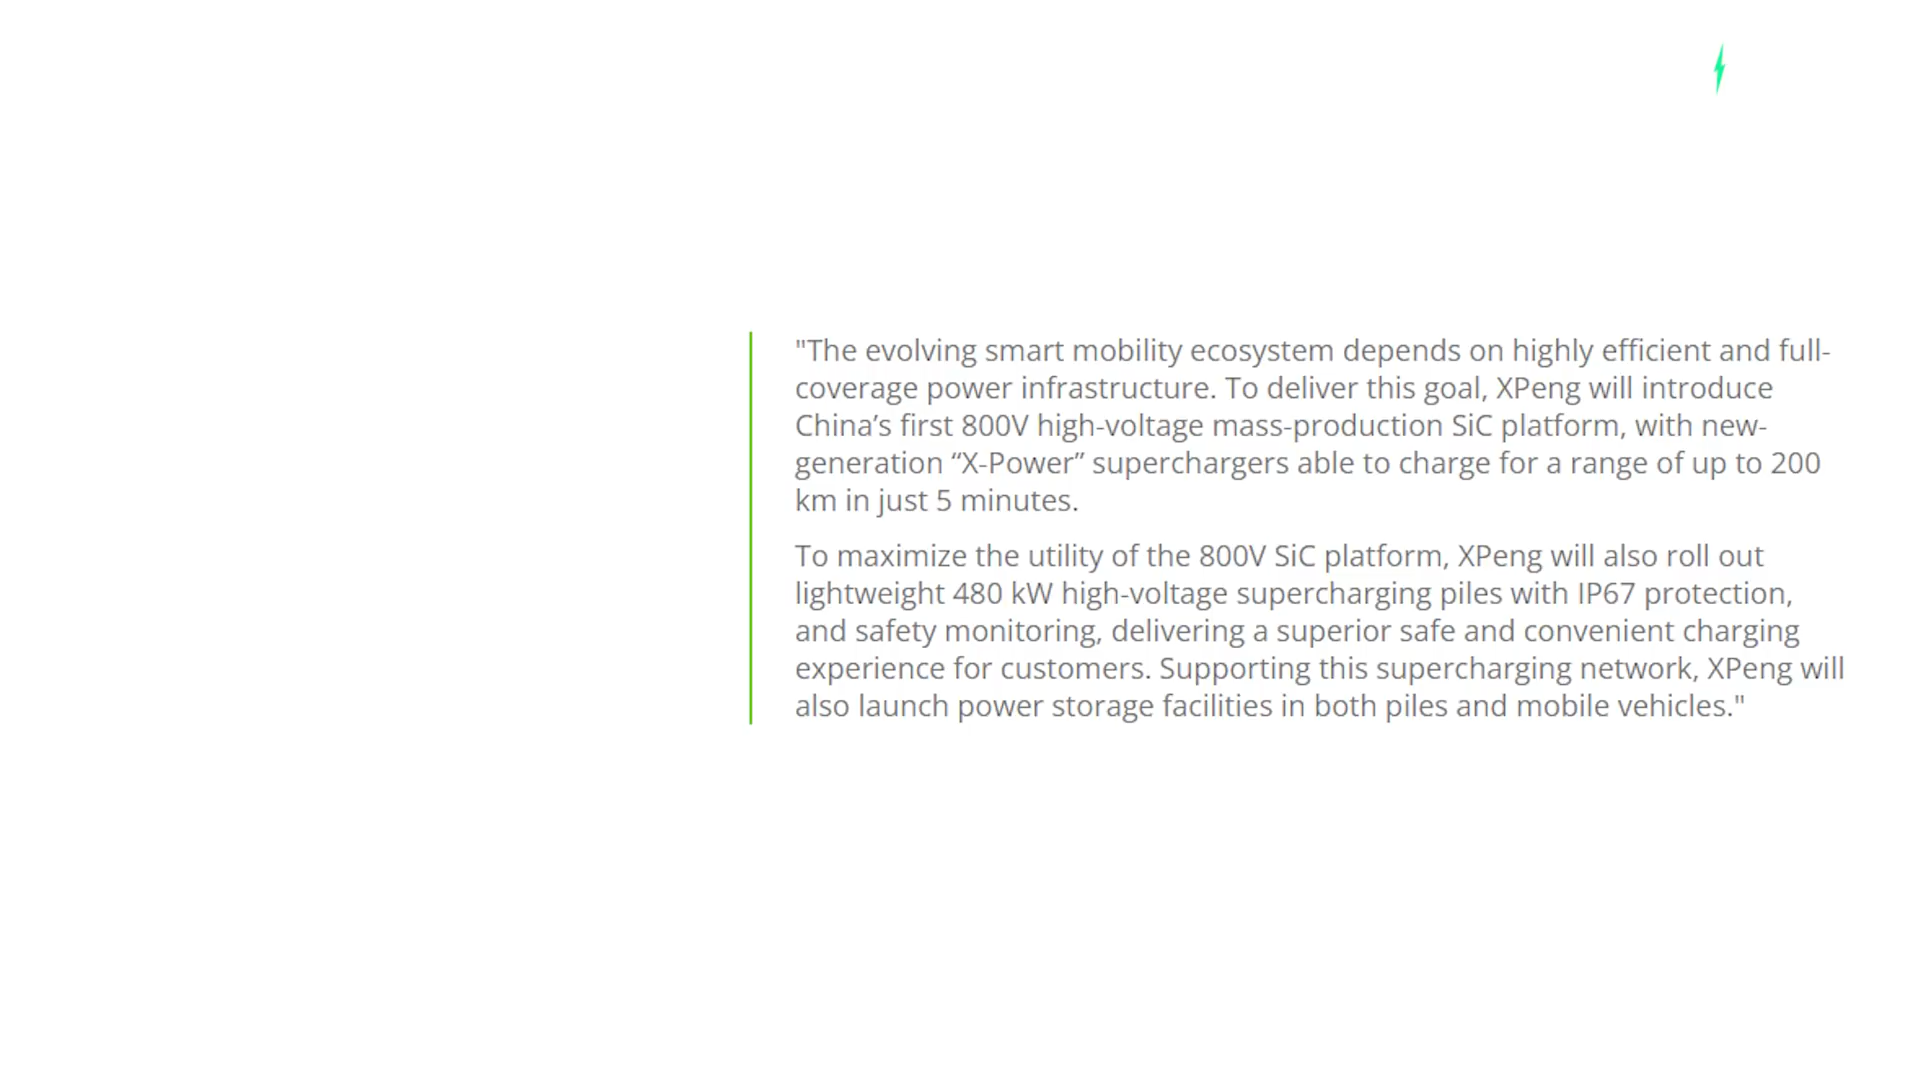 "The evolving smart mobility ecosystem depends on highly efficient and full-
coverage power infrastructure. To deliver this goal, XPeng will introduce
China’s first 800V high-voltage mass-production SiC platform, with new-
generation “X-Power” superchargers able to charge for a range of up to 200
km in just 5 minutes.
To maximize the utility of the 800V SiC platform, XPeng will also roll out
lightweight 480 kW high-voltage supercharging piles with IP67 protection,
and safety monitoring, delivering a superior safe and convenient charging
experience for customers. Supporting this supercharging network, XPeng will
also launch power storage facilities in both piles and mobile vehicles."